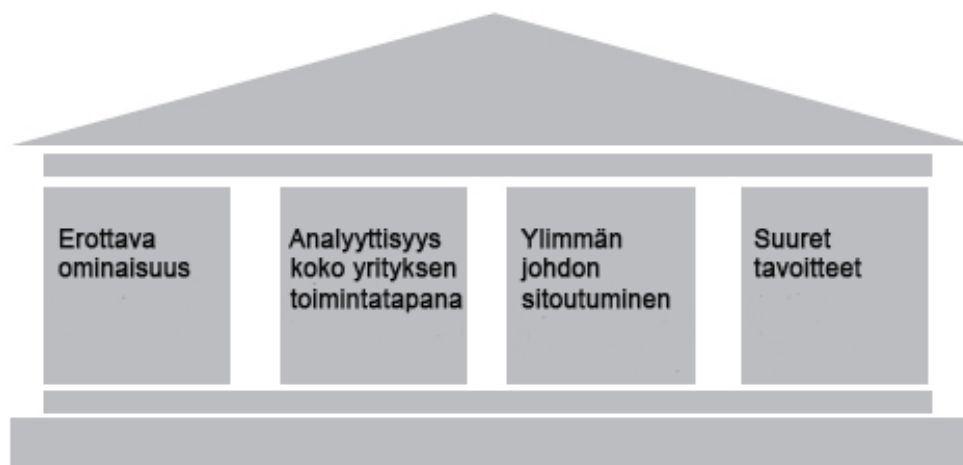 Erottava
ominaisuus
Analyyttisyys
koko yrityksen
toimintatapana
Ylimmän
johdon
sitoutuminen
Suuret
tavoitteet